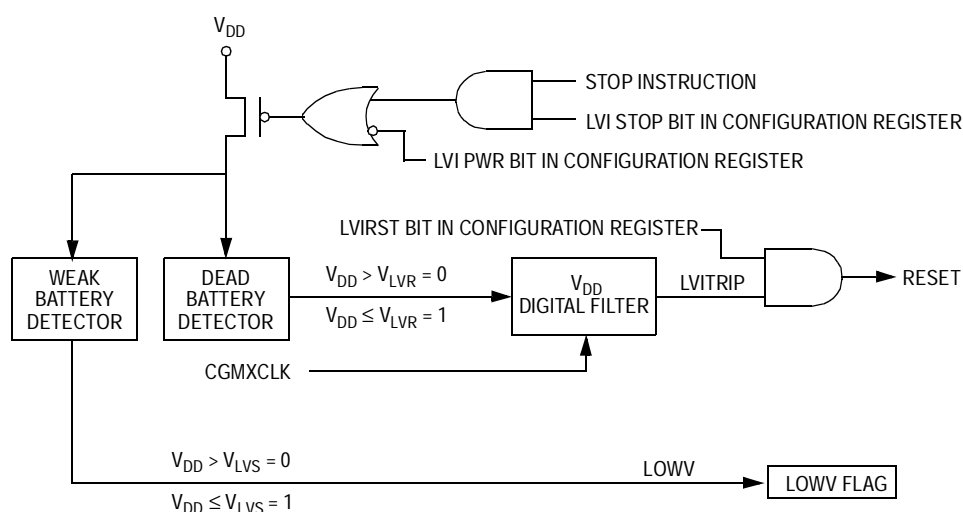 VDD
STOP INSTRUCTION
LVI STOP BIT IN CONFIGURATION REGISTER
LVI PWR BIT IN CONFIGURATION REGISTER
LVIRST BIT IN CONFIGURATION REGISTER
WEAK
BATTERY
DETECTOR
DEAD
BATTERY
DETECTOR
VDD > VLVR = 0
VDD ≤ VLVR = 1
VDD
DIGITAL FILTER
LVITRIP
RESET
CGMXCLK
VDD > VLVS = 0
VDD ≤ VLVS = 1
LOWV
LOWV FLAG